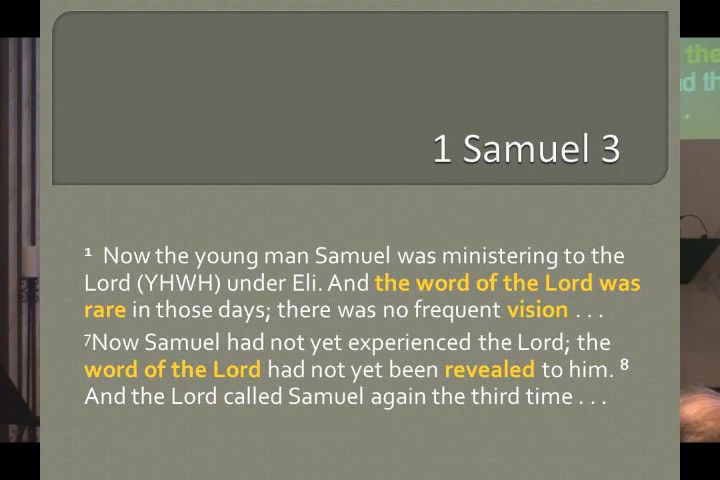 1 Samuel 3
the
d th
¹ Now the young man Samuel was ministering to the
Lord (YHWH) under Eli. And the word of the Lord was
rare in those days; there was no frequent vision . . .
⁷Now Samuel had not yet experienced the Lord; the
word of the Lord had not yet been revealed to him. ⁸
And the Lord called Samuel again the third time . . .